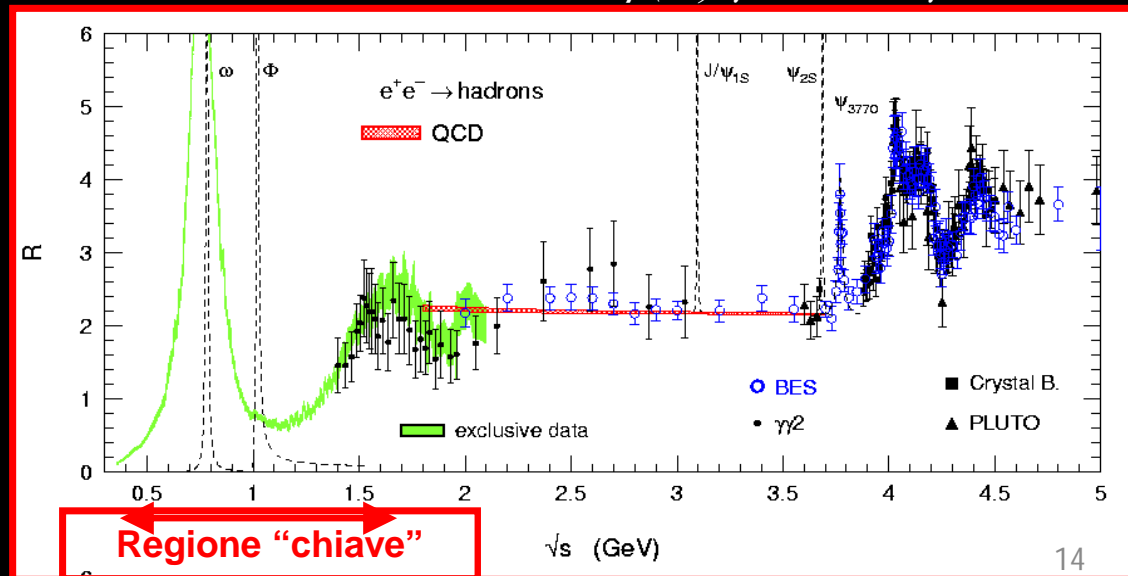 6
5
4
3
2
1
0
R
ω
Φ
e⁺e⁻ → hadrons
QCD
J/ψ1S
ψ2S
ψ3770
exclusive data
BES
γγ2
Crystal B.
PLUTO
0.5 1 1.5 2 2.5 3 3.5 4 4.5 5
√s (GeV)
Regione “chiave”
14